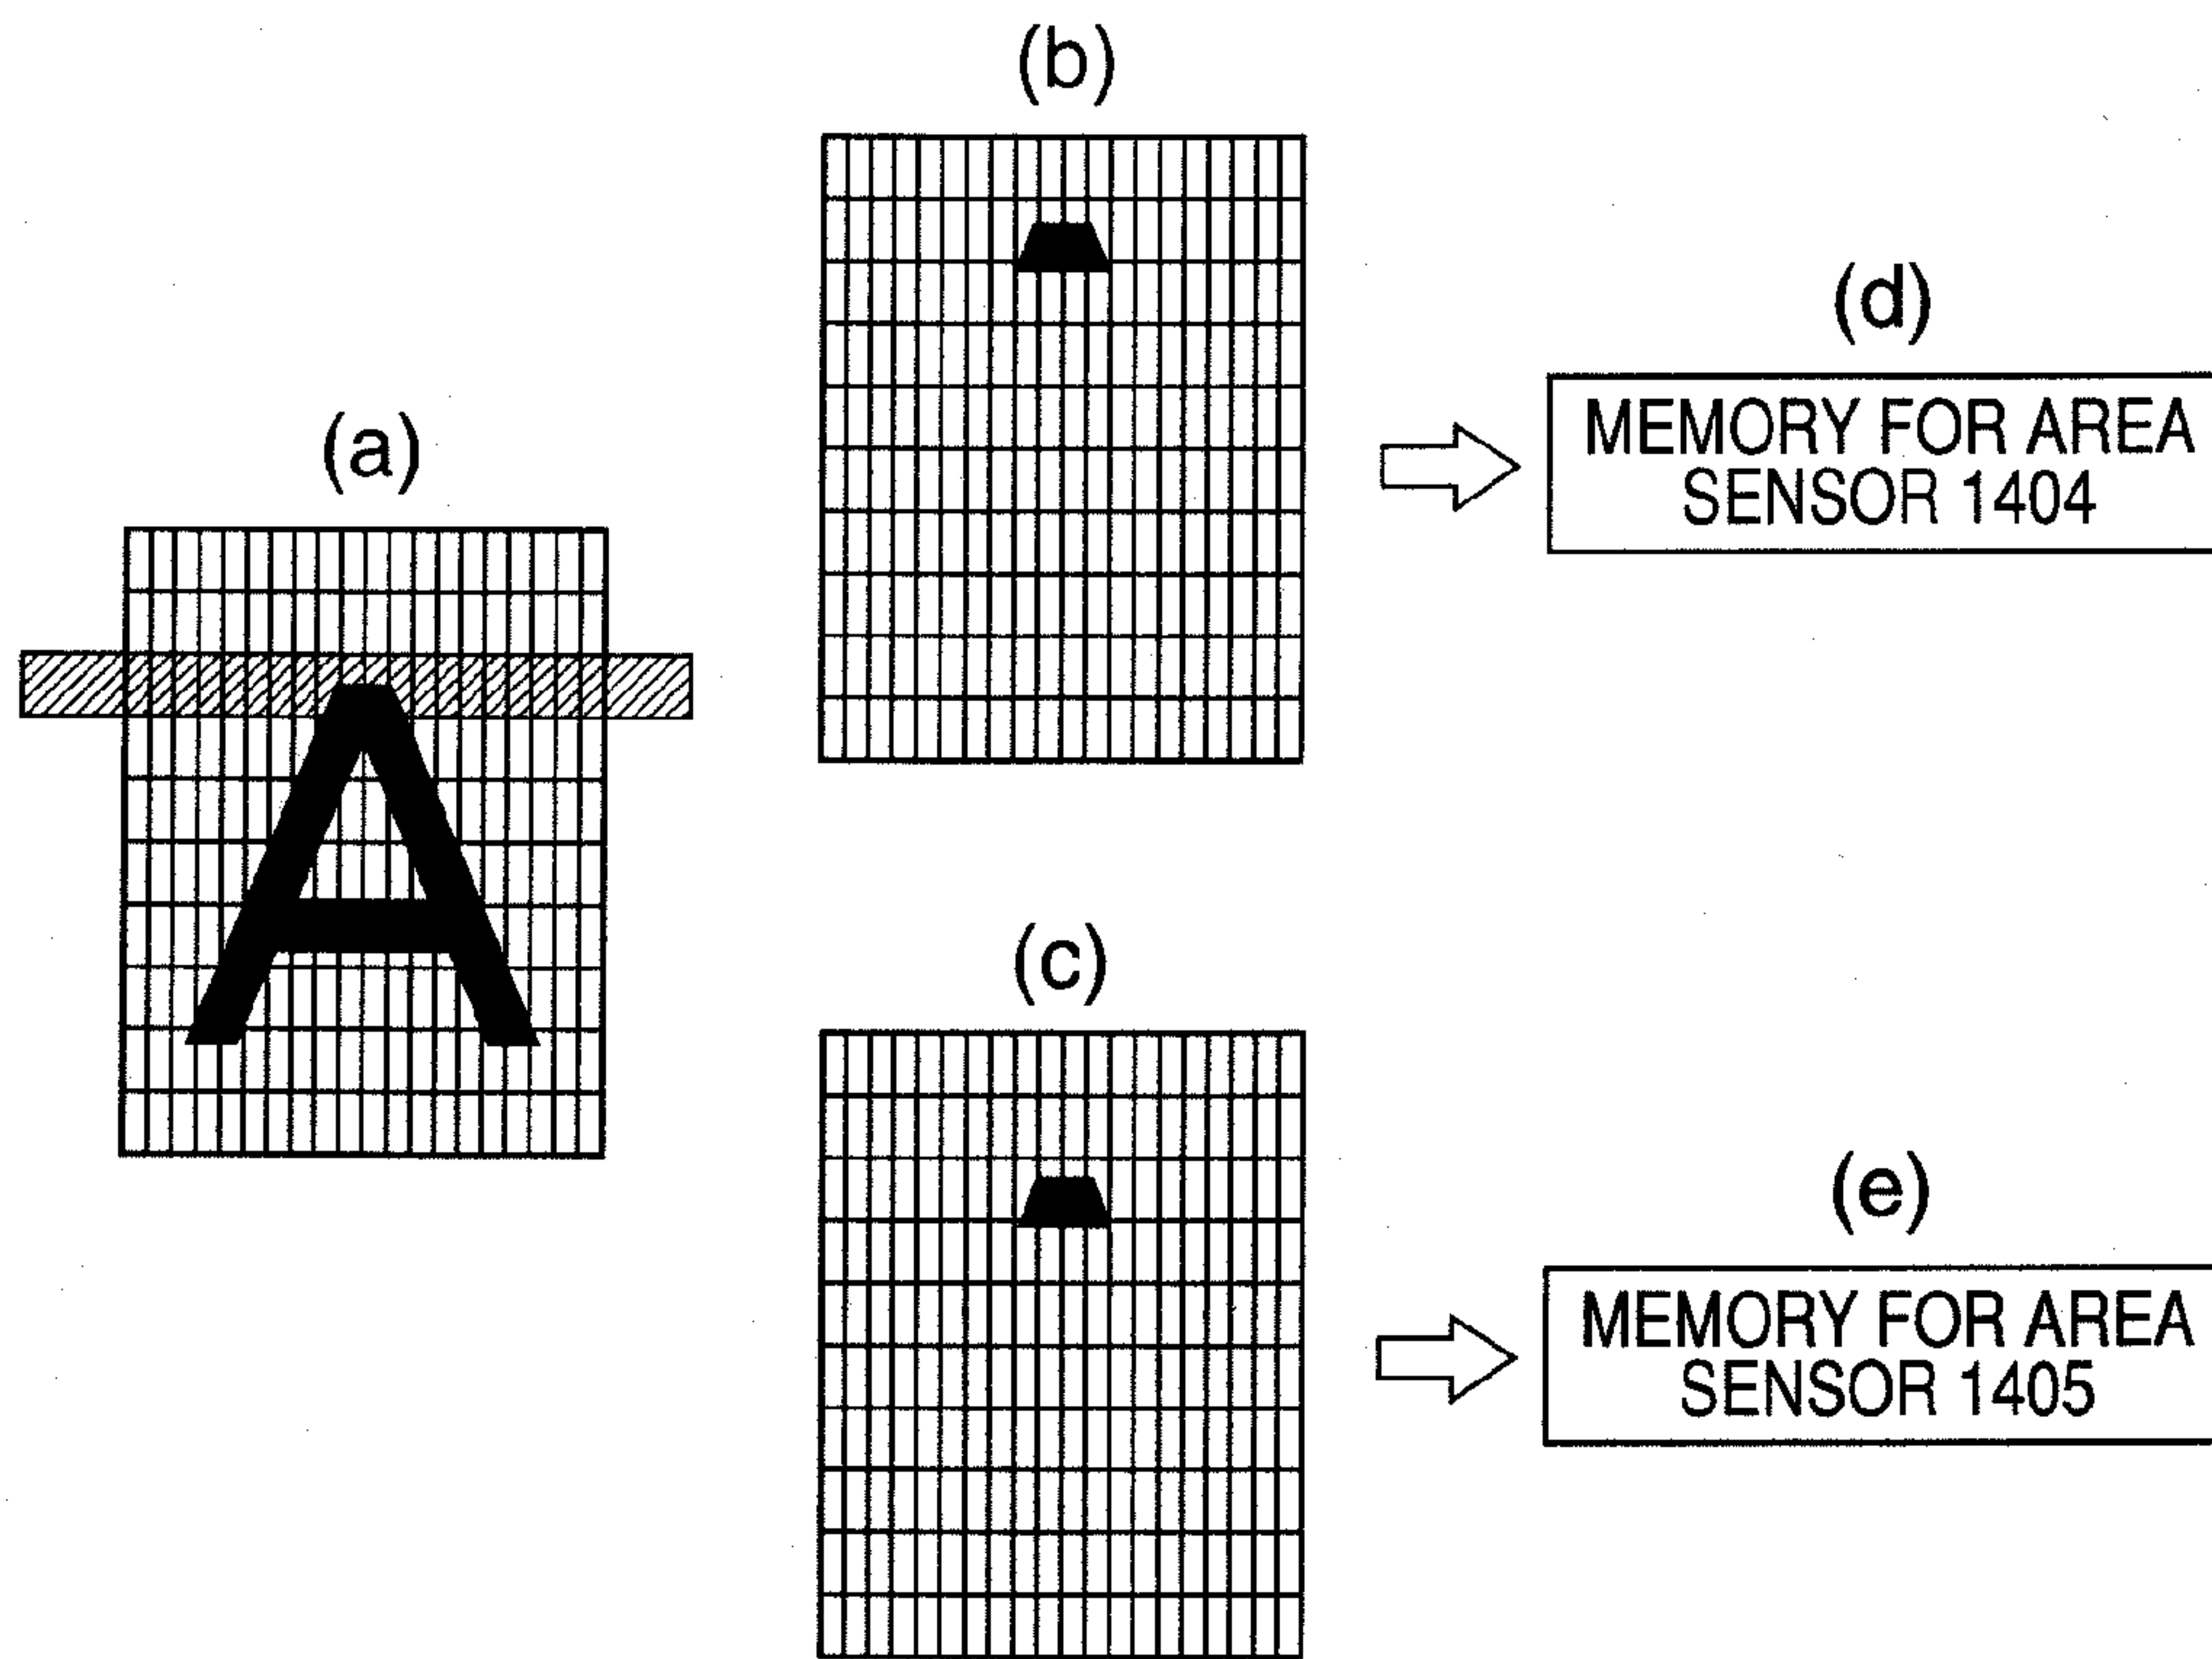 (b)
(d)
MEMORY FOR AREA
SENSOR 1404
(a)
A
(c)
(e)
MEMORY FOR AREA
SENSOR 1405